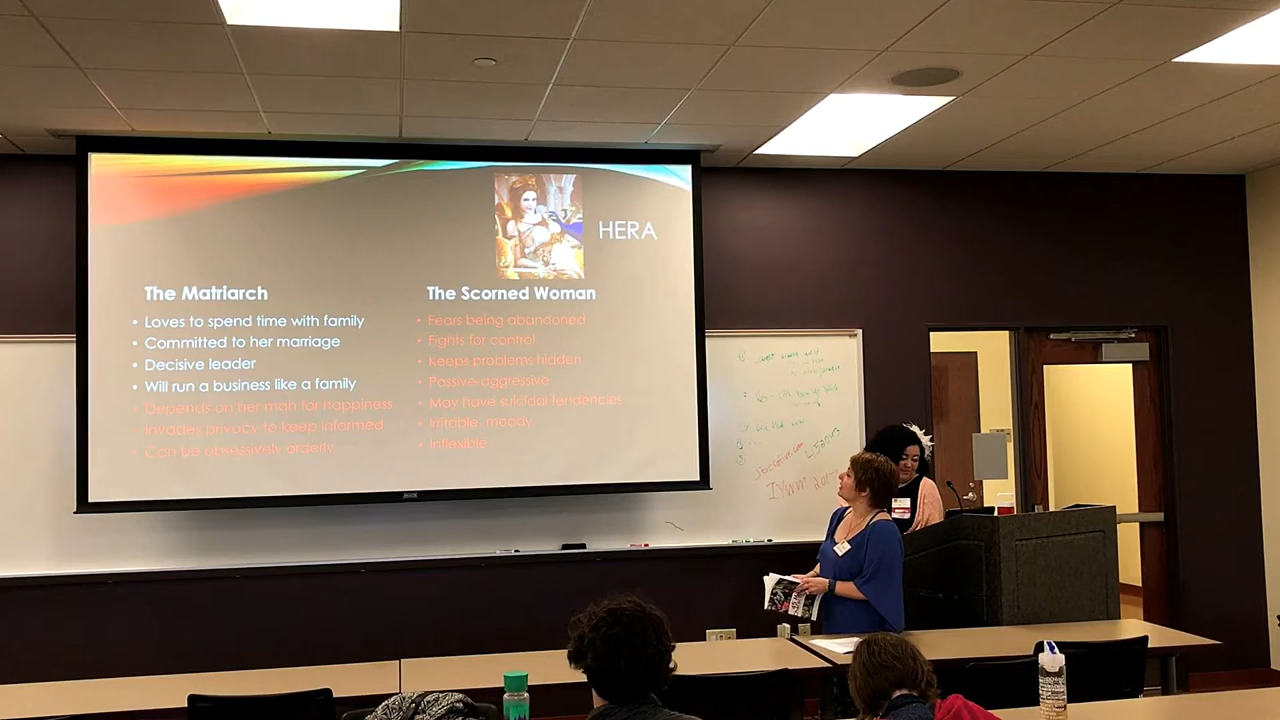 HERA
The Matriarch
• Loves to spend time with family
• Committed to her marriage
• Decisive leader
• Will run a business like a family
• Depends on her man for happiness
• Invades privacy to keep informed
• Can be obsessively orderly
The Scorned Woman
• Fears being abandoned
• Fights for control
• Keeps problems hidden
• Passive-aggressive
• May have suicidal tendencies
• Irritable, moody
• Inflexible